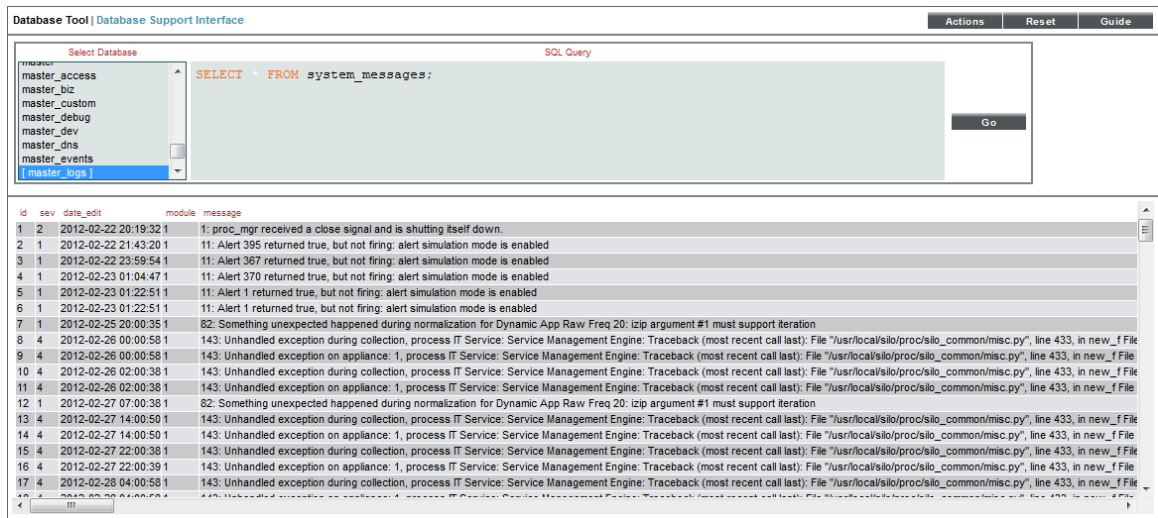 Database Tool | Database Support Interface
Actions Reset Guide
Select Database
SQL Query
master
master_access
master_biz
master_custom
master_debug
master_dev
master_dns
master_events
[ master_logs ]
SELECT * FROM system_messages;
Go
id sev date_edit module message
1 2 2012-02-22 20:19:32 1 1: proc_mgr received a close signal and is shutting itself down.
2 1 2012-02-22 21:43:20 1 11: Alert 395 returned true, but not firing: alert simulation mode is enabled
3 1 2012-02-22 23:59:54 1 11: Alert 367 returned true, but not firing: alert simulation mode is enabled
4 1 2012-02-23 01:04:47 1 11: Alert 370 returned true, but not firing: alert simulation mode is enabled
5 1 2012-02-23 01:22:51 1 11: Alert 1 returned true, but not firing: alert simulation mode is enabled
6 1 2012-02-23 01:22:51 1 11: Alert 1 returned true, but not firing: alert simulation mode is enabled
7 1 2012-02-25 20:00:35 1 82: Something unexpected happened during normalization for Dynamic App Raw Freq 20: izip argument #1 must support iteration
8 4 2012-02-26 00:00:58 1 143: Unhandled exception during collection, process IT Service: Service Management Engine: Traceback (most recent call last): File "/usr/local/silo/proc/silo_common/misc.py", line 433, in new_f File
9 4 2012-02-26 00:00:58 1 143: Unhandled exception on appliance: 1, process IT Service: Service Management Engine: Traceback (most recent call last): File "/usr/local/silo/proc/silo_common/misc.py", line 433, in new_f File
10 4 2012-02-26 02:00:38 1 143: Unhandled exception during collection, process IT Service: Service Management Engine: Traceback (most recent call last): File "/usr/local/silo/proc/silo_common/misc.py", line 433, in new_f File
11 4 2012-02-26 02:00:38 1 143: Unhandled exception on appliance: 1, process IT Service: Service Management Engine: Traceback (most recent call last): File "/usr/local/silo/proc/silo_common/misc.py", line 433, in new_f File
12 1 2012-02-27 07:00:38 1 82: Something unexpected happened during normalization for Dynamic App Raw Freq 20: izip argument #1 must support iteration
13 4 2012-02-27 14:00:50 1 143: Unhandled exception during collection, process IT Service: Service Management Engine: Traceback (most recent call last): File "/usr/local/silo/proc/silo_common/misc.py", line 433, in new_f File
14 4 2012-02-27 14:00:50 1 143: Unhandled exception on appliance: 1, process IT Service: Service Management Engine: Traceback (most recent call last): File "/usr/local/silo/proc/silo_common/misc.py", line 433, in new_f File
15 4 2012-02-27 22:00:38 1 143: Unhandled exception during collection, process IT Service: Service Management Engine: Traceback (most recent call last): File "/usr/local/silo/proc/silo_common/misc.py", line 433, in new_f File
16 4 2012-02-27 22:00:39 1 143: Unhandled exception on appliance: 1, process IT Service: Service Management Engine: Traceback (most recent call last): File "/usr/local/silo/proc/silo_common/misc.py", line 433, in new_f File
17 4 2012-02-28 04:00:58 1 143: Unhandled exception during collection, process IT Service: Service Management Engine: Traceback (most recent call last): File "/usr/local/silo/proc/silo_common/misc.py", line 433, in new_f File